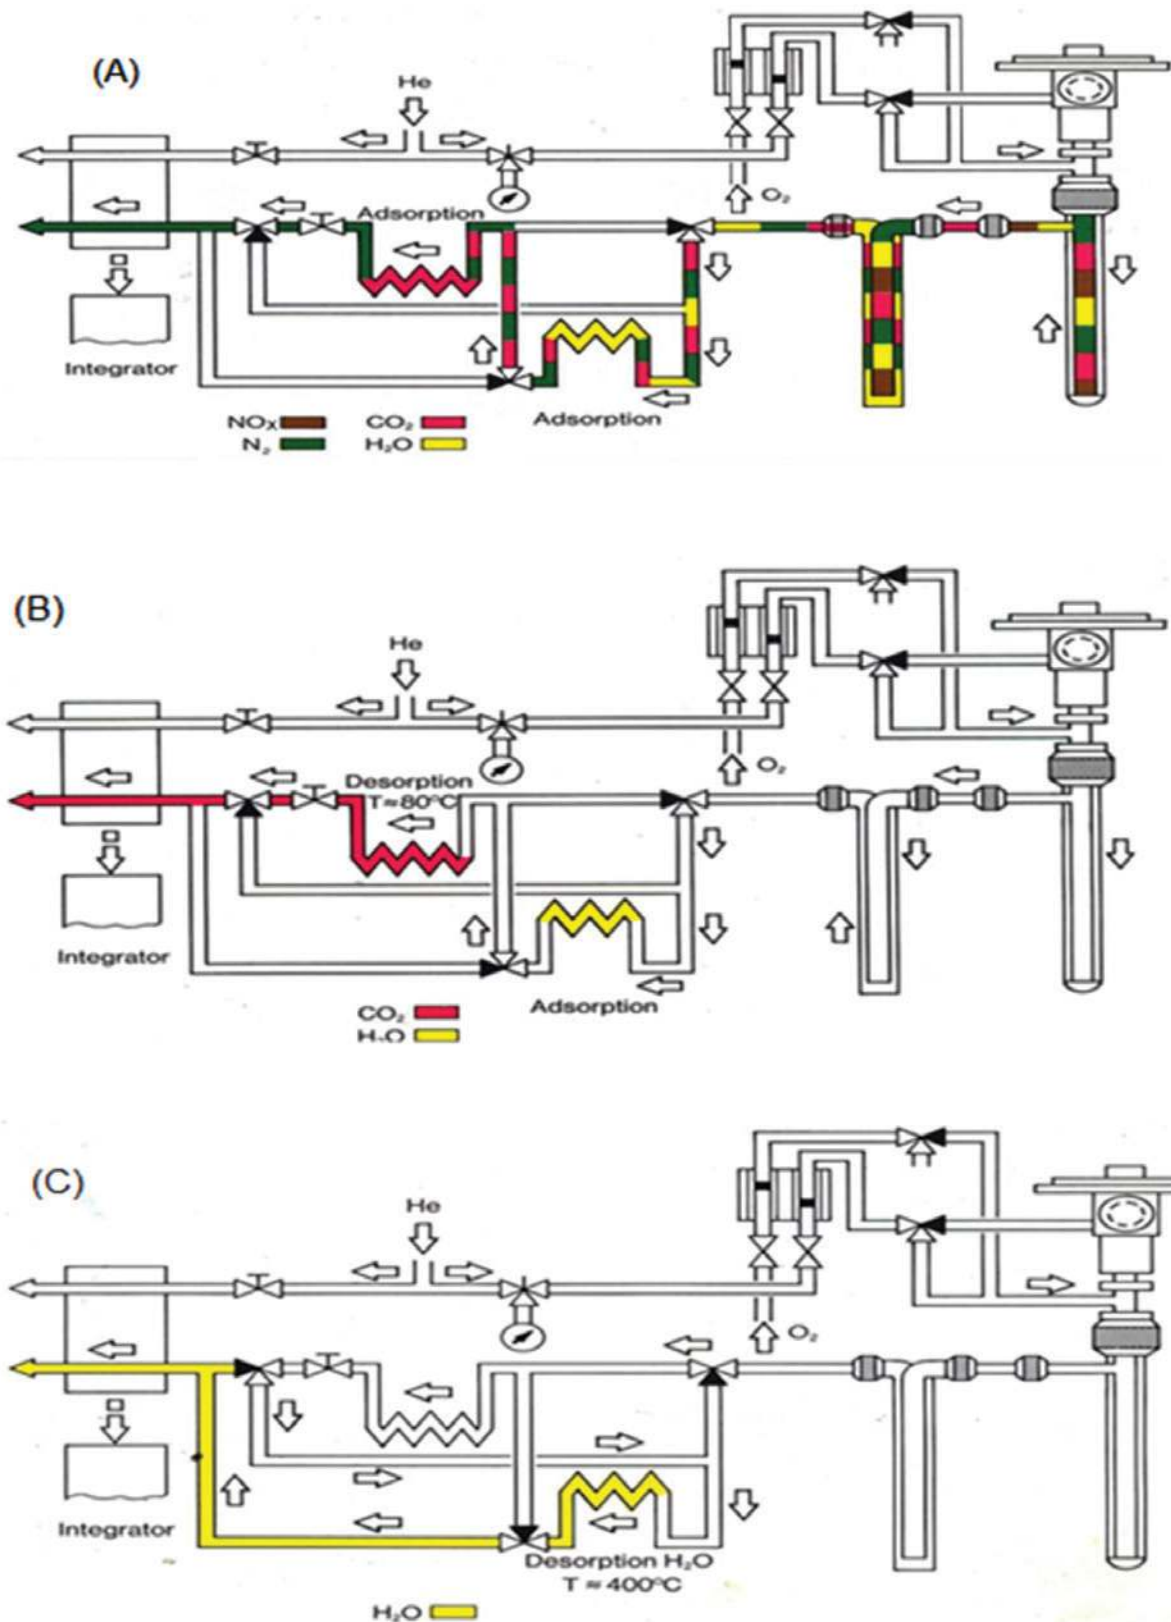 (A)
He
O₂
Adsorption
Integrator
Adsorption
NOx CO₂
N₂ H₂O
(B)
He
O₂
Desorption
T≈80°C
Integrator
Adsorption
CO₂
H₂O
(C)
He
O₂
Integrator
Desorption H₂O
T ≈ 400°C
H₂O